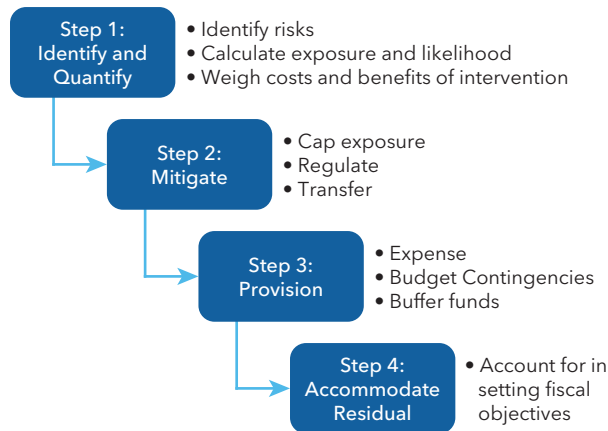 Step 1:
Identify and
Quantify
• Identify risks
• Calculate exposure and likelihood
• Weigh costs and benefits of intervention
Step 2:
Mitigate
• Cap exposure
• Regulate
• Transfer
Step 3:
Provision
• Expense
• Budget Contingencies
• Buffer funds
Step 4:
Accommodate
Residual
• Account for in
setting fiscal
objectives